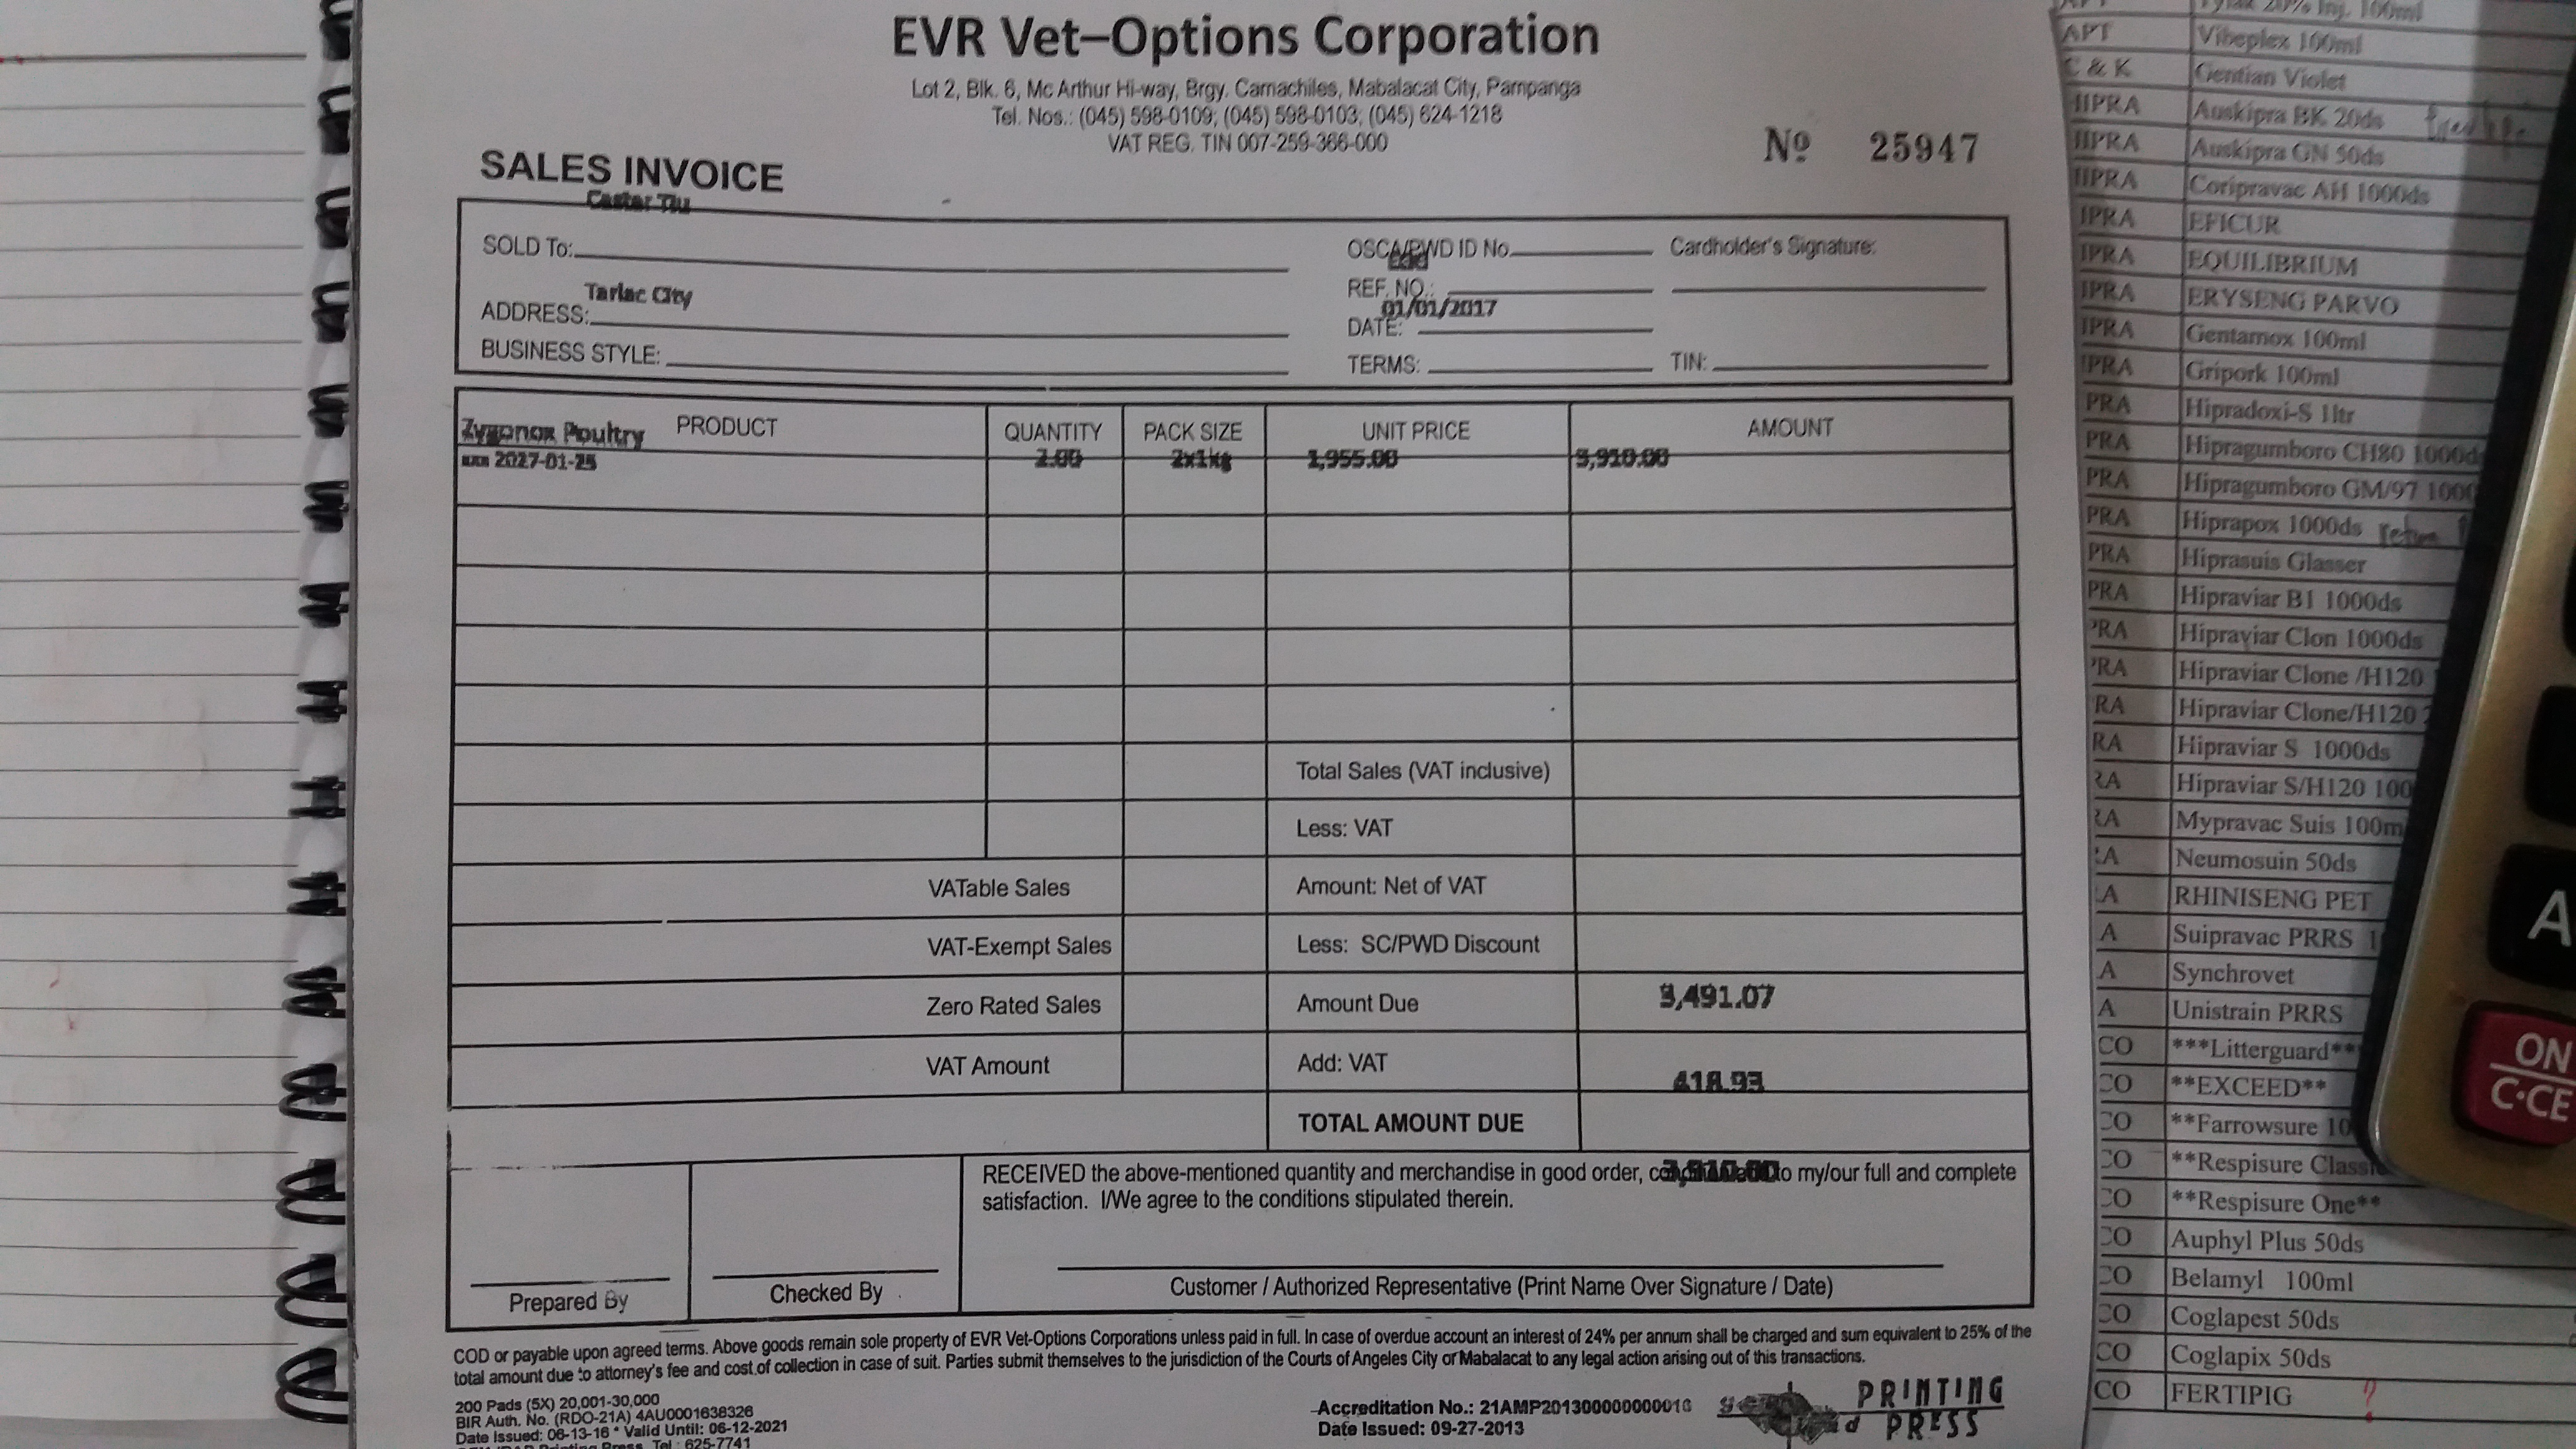 EVR Vet–Options Corporation
Lot 2, Blk. 6, Mc Arthur Hi-way, Brgy. Camachiles, Mabalacat City, Pampanga
Tel. Nos.: (045) 598-0109; (045) 598-0103; (045) 624-1218
VAT REG. TIN 007-259-366-000
Nº 25947
SALES INVOICE
Castor Tiu
SOLD To:
OSCA/PWD ID No.
Cardholder's Signature:
Tarlac City
REF. NO.:
01/01/2017
ADDRESS:
DATE:
BUSINESS STYLE:
TERMS:
TIN:
PRODUCT QUANTITY PACK SIZE UNIT PRICE AMOUNT
Zygonox Poultry
2027-01-25 2.00 2x1kg 1,955.00 3,910.00
Total Sales (VAT inclusive)
Less: VAT
VATable Sales Amount: Net of VAT
VAT-Exempt Sales Less: SC/PWD Discount
Zero Rated Sales Amount Due 3,491.07
VAT Amount Add: VAT 418.93
TOTAL AMOUNT DUE
3,910.00
RECEIVED the above-mentioned quantity and merchandise in good order, to my/our full and complete
satisfaction. I/We agree to the conditions stipulated therein.
Prepared By
Checked By
Customer / Authorized Representative (Print Name Over Signature / Date)
COD or payable upon agreed terms. Above goods remain sole property of EVR Vet-Options Corporations unless paid in full. In case of overdue account an interest of 24% per annum shall be charged and sum equivalent to 25% of the
total amount due to attorney's fee and cost of collection in case of suit. Parties submit themselves to the jurisdiction of the Courts of Angeles City or Mabalacat to any legal action arising out of this transactions.
200 Pads (5X) 20,001-30,000
BIR Auth. No. (RDO-21A) 4AU0001638326
Date Issued: 06-13-16 * Valid Until: 06-12-2021
Printing Press, Tel.: 625-7741
Accreditation No.: 21AMP20130000000001
Date Issued: 09-27-2013
PRINTING
PRESS
20% Inj. 100ml
APT Vibeplex 100ml
C & K Gentian Violet
IIPRA Auskipra BK 20ds
IIPRA Auskipra GN 50ds
IIPRA Coripravac AH 1000ds
IPRA EFICUR
IPRA EQUILIBRIUM
IPRA ERYSENG PARVO
IPRA Gentamox 100ml
IPRA Gripork 100ml
PRA Hipradoxi-S 1ltr
PRA Hipragumboro CH80 1000d
PRA Hipragumboro GM/97 1000
PRA Hiprapox 1000ds
PRA Hiprasuis Glasser
PRA Hipraviar B1 1000ds
PRA Hipraviar Clon 1000ds
PRA Hipraviar Clone /H120
RA Hipraviar Clone/H120
RA Hipraviar S 1000ds
RA Hipraviar S/H120 100
RA Mypravac Suis 100m
A Neumosuin 50ds
A RHINISENG PET
A Suipravac PRRS 1
A Synchrovet
A Unistrain PRRS
CO ***Litterguard**
CO **EXCEED**
CO **Farrowsure 10
CO **Respisure Classi
CO **Respisure One**
CO Auphyl Plus 50ds
CO Belamyl 100ml
CO Coglapest 50ds
CO Coglapix 50ds
CO FERTIPIG ?
A
ON
C·CE